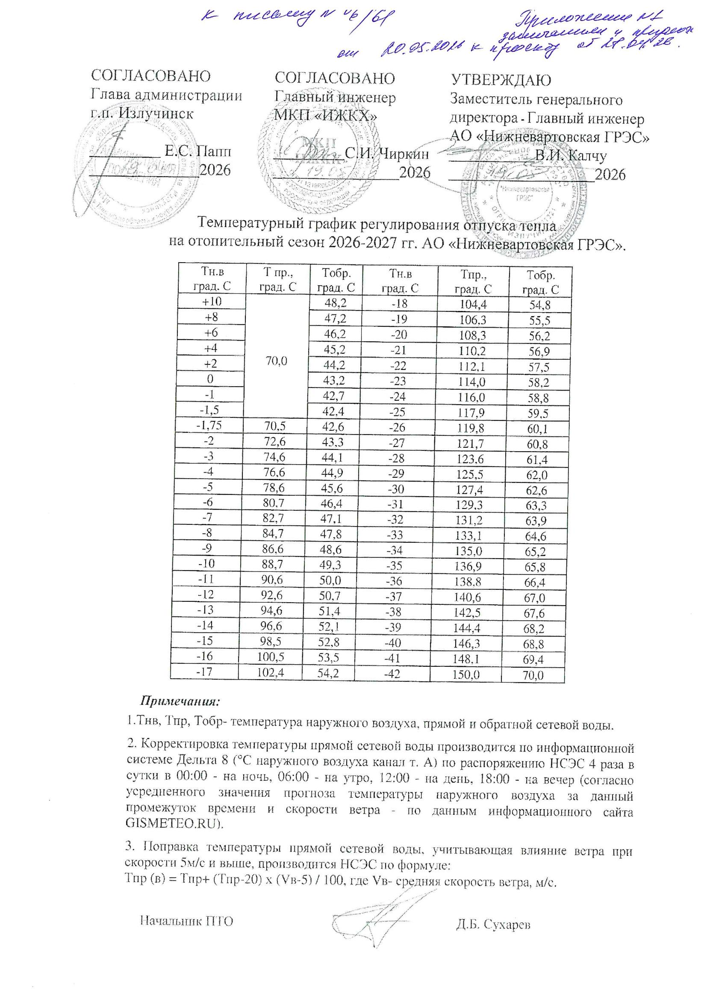 к письму N 06/61
Приложение N1
замечаниям и
от 20.05.2026 к проекту от 28.04.26.
СОГЛАСОВАНО
Глава администрации
г.п. Излучинск
Е.С. Папп
2026
СОГЛАСОВАНО
Главный инженер
МКП «ИЖКХ»
С.И. Чиркин
19.05 2026
УТВЕРЖДАЮ
Заместитель генерального
директора - Главный инженер
АО «Нижневартовская ГРЭС»
В.И. Калчу
19.05 2026
МКП
ИЖКХ
"Нижневартовская
ГРЭС"
Температурный график регулирования отпуска тепла
на отопительный сезон 2026-2027 гг. АО «Нижневартовская ГРЭС».
Тн.в Т пр., Тобр. Тн.в Тпр., Тобр.
град. С град. С град. С град. С град. С град. С
+10 48,2 -18 104,4 54,8
+8 47,2 -19 106,3 55,5
+6 46,2 -20 108,3 56,2
+4 45,2 -21 110,2 56,9
+2 70,0 44,2 -22 112,1 57,5
0 43,2 -23 114,0 58,2
-1 42,7 -24 116,0 58,8
-1,5 42,4 -25 117,9 59,5
-1,75 70,5 42,6 -26 119,8 60,1
-2 72,6 43,3 -27 121,7 60,8
-3 74,6 44,1 -28 123,6 61,4
-4 76,6 44,9 -29 125,5 62,0
-5 78,6 45,6 -30 127,4 62,6
-6 80,7 46,4 -31 129,3 63,3
-7 82,7 47,1 -32 131,2 63,9
-8 84,7 47,8 -33 133,1 64,6
-9 86,6 48,6 -34 135,0 65,2
-10 88,7 49,3 -35 136,9 65,8
-11 90,6 50,0 -36 138,8 66,4
-12 92,6 50,7 -37 140,6 67,0
-13 94,6 51,4 -38 142,5 67,6
-14 96,6 52,1 -39 144,4 68,2
-15 98,5 52,8 -40 146,3 68,8
-16 100,5 53,5 -41 148,1 69,4
-17 102,4 54,2 -42 150,0 70,0
Примечания:
1.Тнв, Тпр, Тобр- температура наружного воздуха, прямой и обратной сетевой воды.
2. Корректировка температуры прямой сетевой воды производится по информационной
системе Дельта 8 (°С наружного воздуха канал т. А) по распоряжению НСЭС 4 раза в
сутки в 00:00 - на ночь, 06:00 - на утро, 12:00 - на день, 18:00 - на вечер (согласно
усредненного значения прогноза температуры наружного воздуха за данный
промежуток времени и скорости ветра - по данным информационного сайта
GISMETEO.RU).
3. Поправка температуры прямой сетевой воды, учитывающая влияние ветра при
скорости 5м/с и выше, производится НСЭС по формуле:
Тпр (в) = Тпр+ (Тпр-20) х (Vв-5) / 100, где Vв- средняя скорость ветра, м/с.
Начальник ПТО
Д.Б. Сухарев